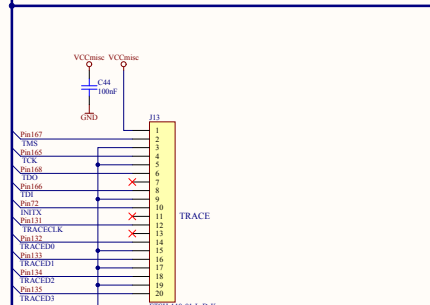 VCCmisc VCCmisc
C44
100nF
GND
J13
1
Pin167
2
TMS
3
Pin165
4
TCK
5
Pin168
6
TDO
7
Pin166
8
TDI
9
Pin72
10
INITX
11
TRACE
Pin131
12
TRACECLK
13
Pin132
14
TRACED0
15
Pin133
16
TRACED1
17
Pin134
18
TRACED2
19
Pin135
20
TRACED3